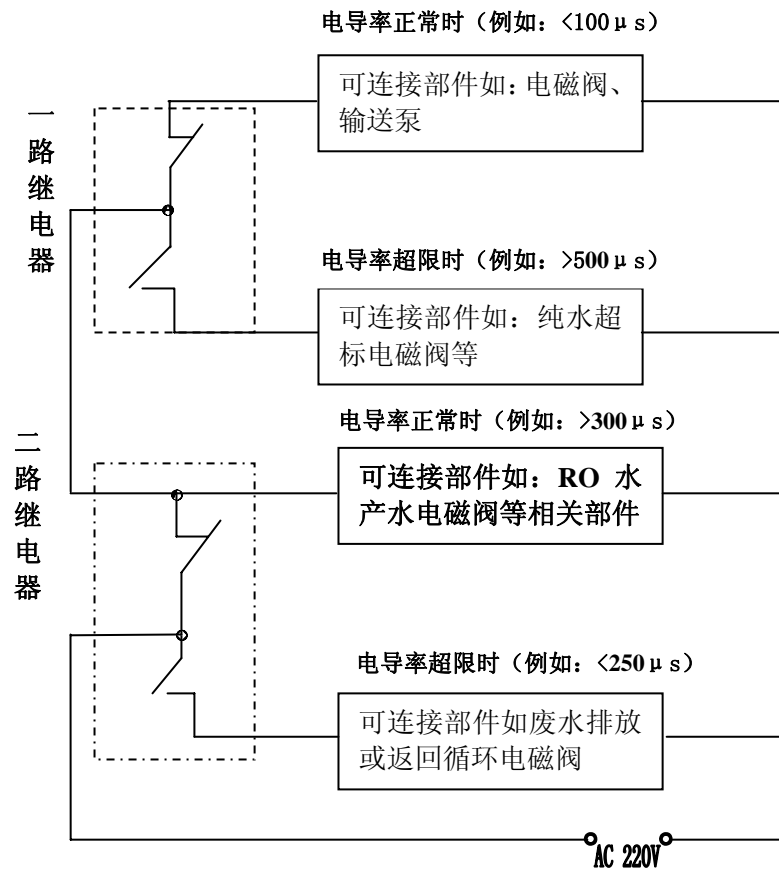 电导率正常时（例如：<100μs）
可连接部件如：电磁阀、
输送泵
一路继电器
电导率超限时（例如：>500μs）
可连接部件如：纯水超
标电磁阀等
电导率正常时（例如：>300μs）
二路继电器
可连接部件如：RO 水
产水电磁阀等相关部件
电导率超限时（例如：<250μs）
可连接部件如废水排放
或返回循环电磁阀
AC 220V